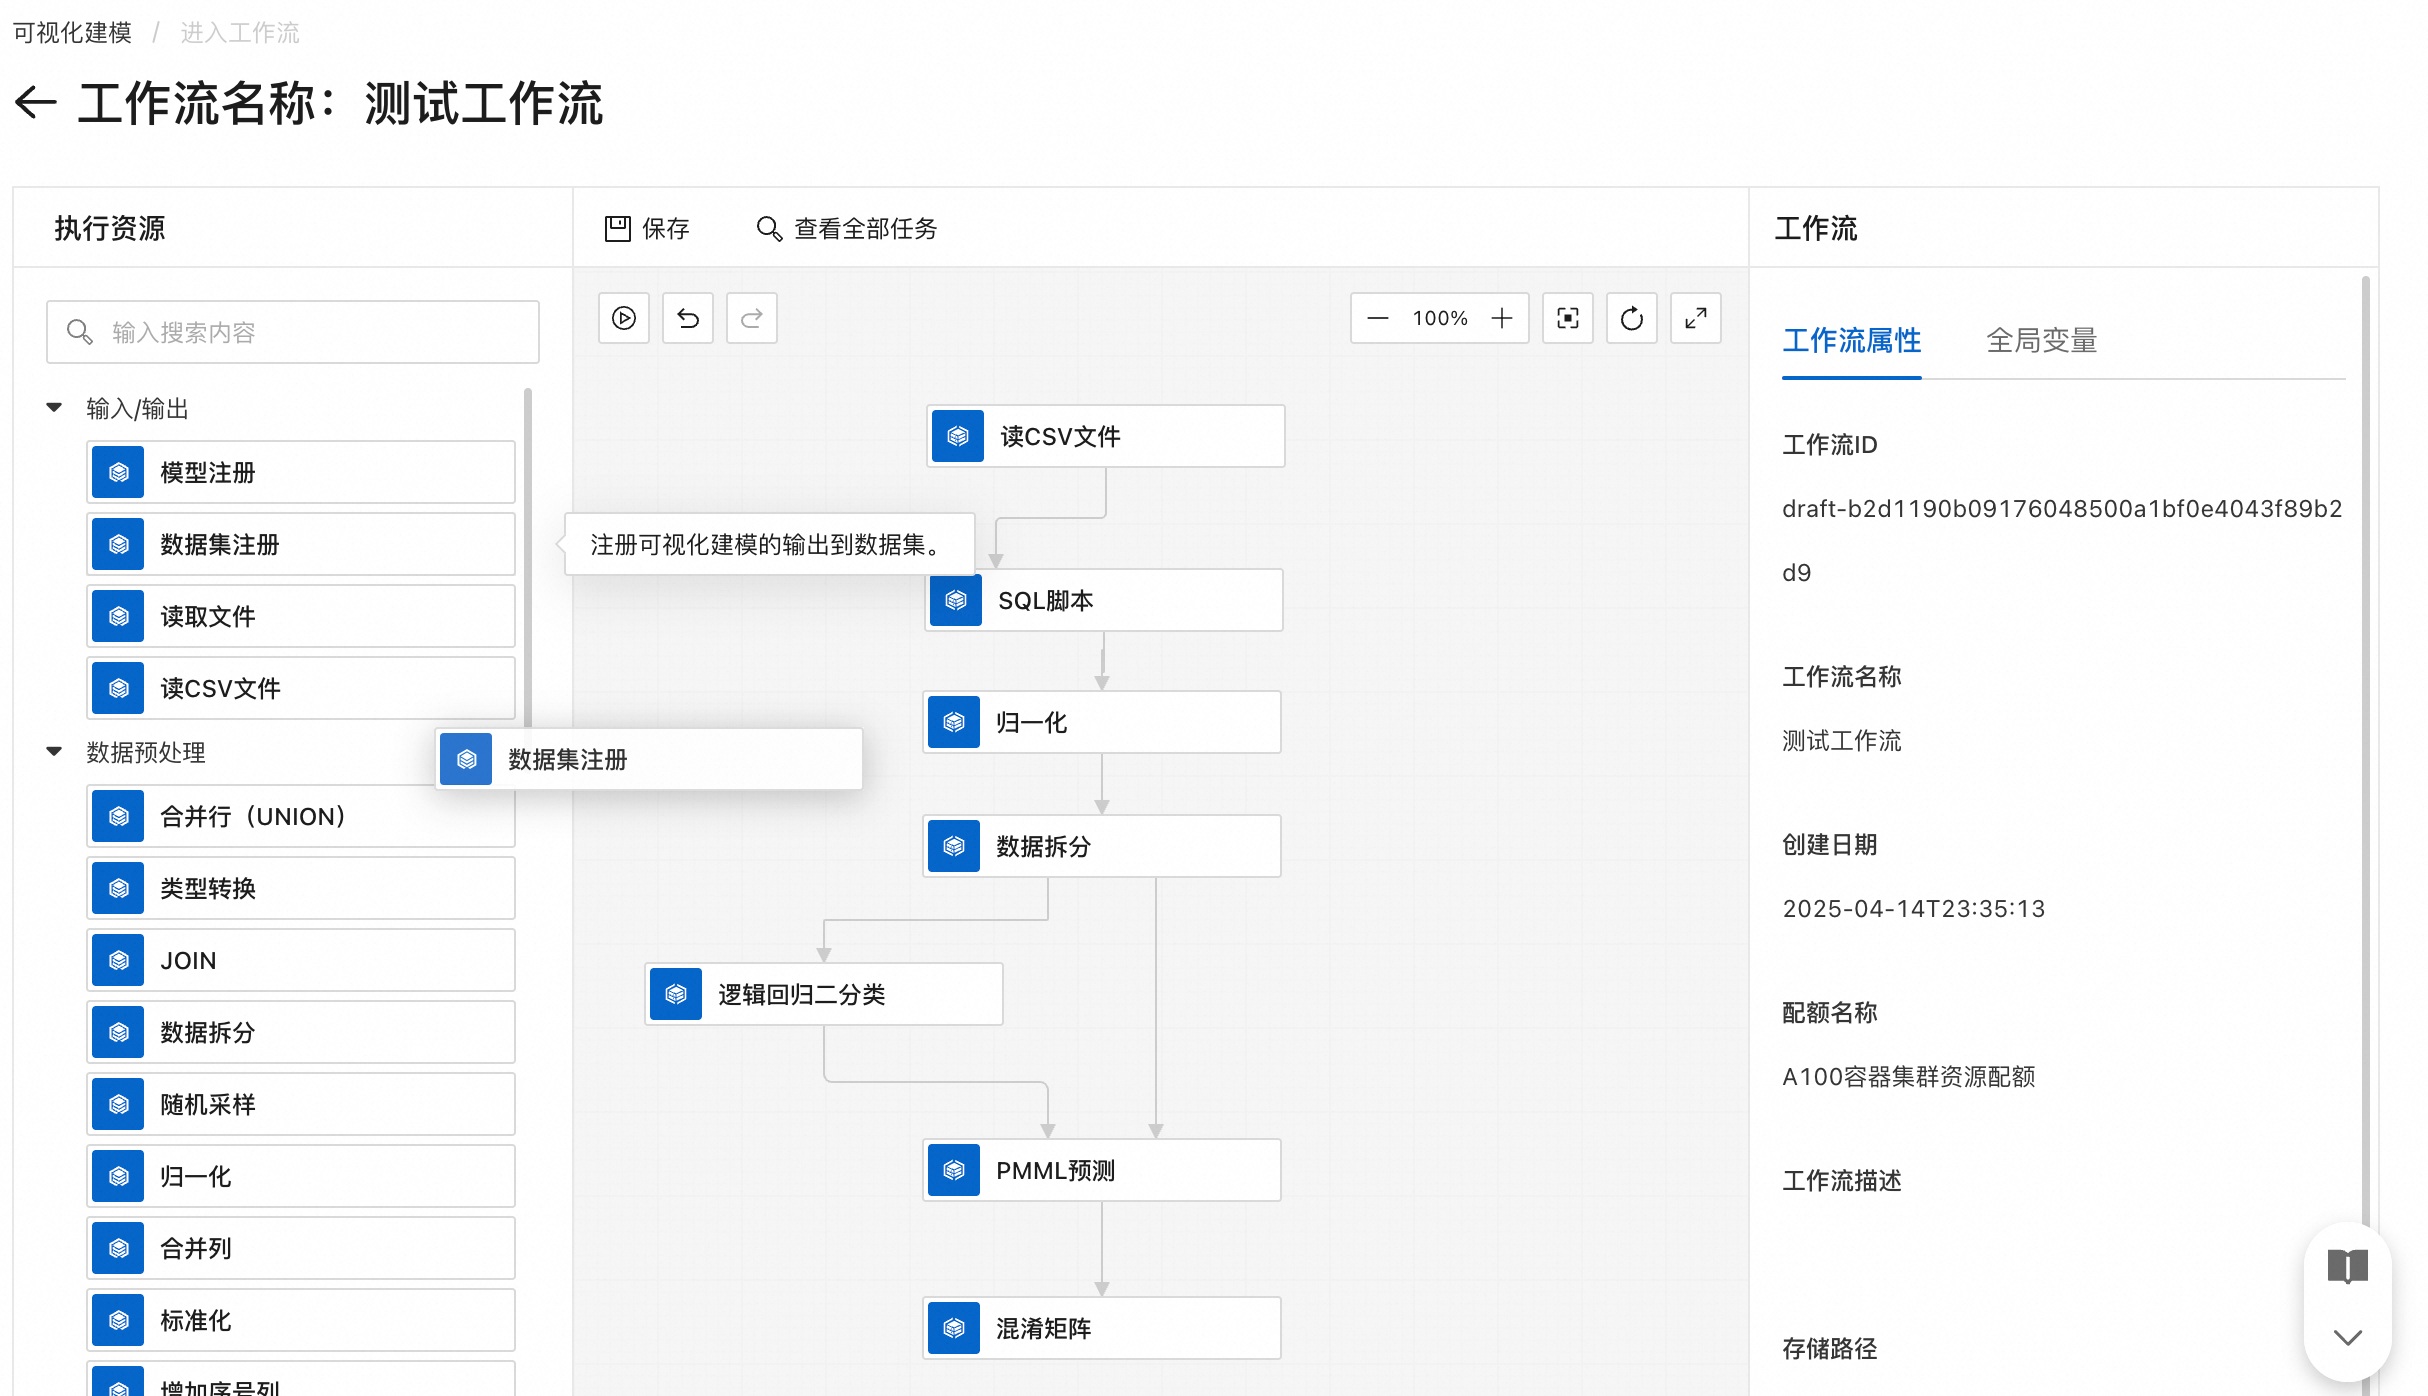 可视化建模 / 进入工作流
工作流名称：测试工作流
执行资源
输入搜索内容
输入/输出
模型注册
数据集注册
读取文件
读CSV文件
数据预处理
合并行（UNION）
类型转换
JOIN
数据拆分
随机采样
归一化
合并列
标准化
增加序号列
保存
查看全部任务
100%
读CSV文件
注册可视化建模的输出到数据集。
SQL脚本
归一化
数据集注册
数据拆分
逻辑回归二分类
PMML预测
混淆矩阵
工作流
工作流属性
全局变量
工作流ID
draft-b2d1190b09176048500a1bf0e4043f89b2
d9
工作流名称
测试工作流
创建日期
2025-04-14T23:35:13
配额名称
A100容器集群资源配额
工作流描述
存储路径